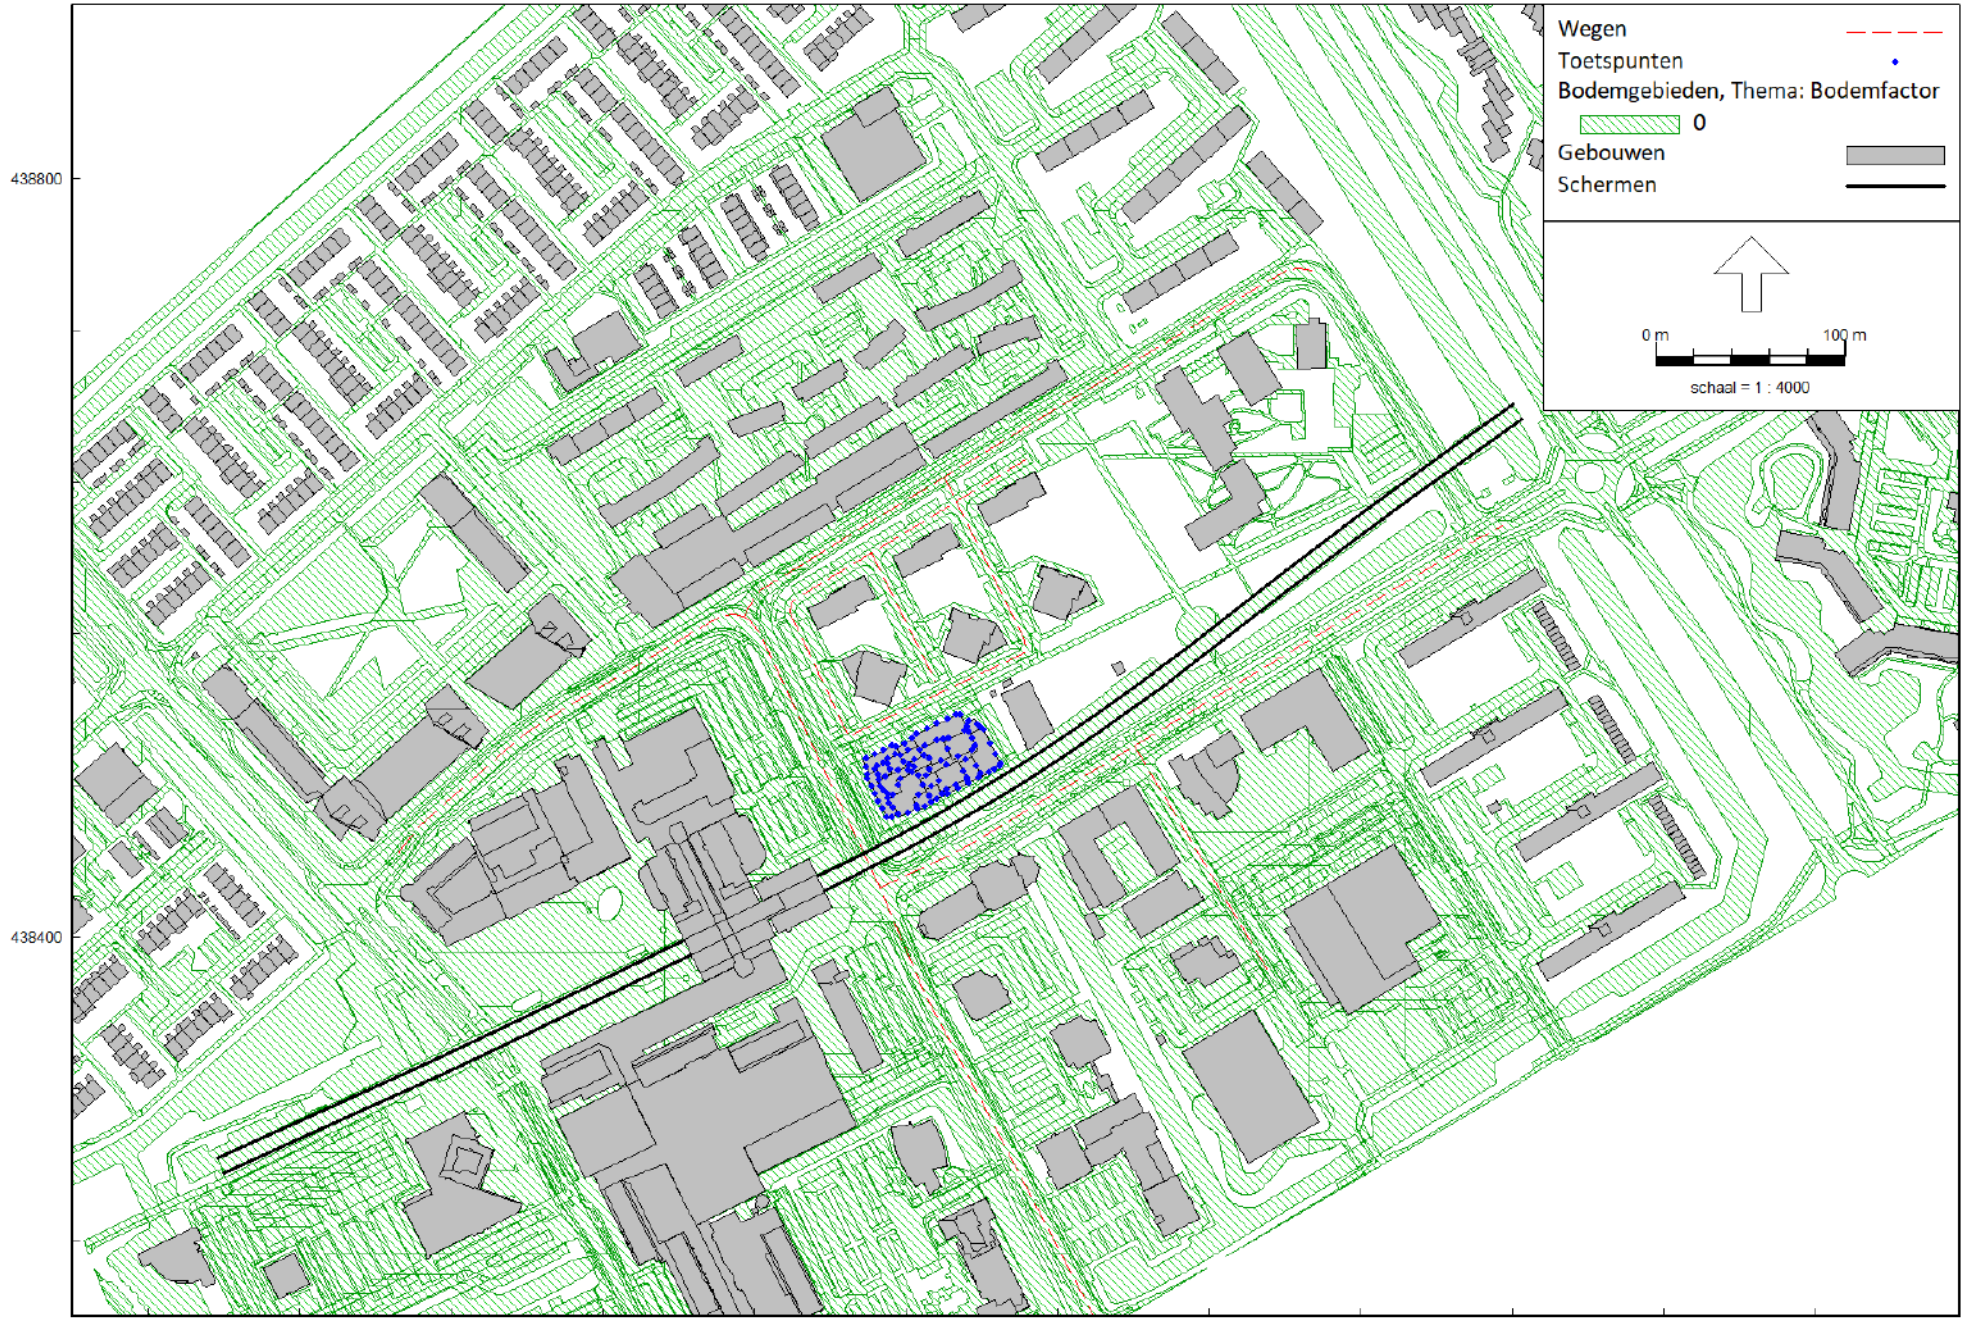 Wegen
Toetspunten
Bodemgebieden, Thema: Bodemfactor
0
Gebouwen
Schermen
0 m 100 m
schaal = 1 : 4000
438800
438400